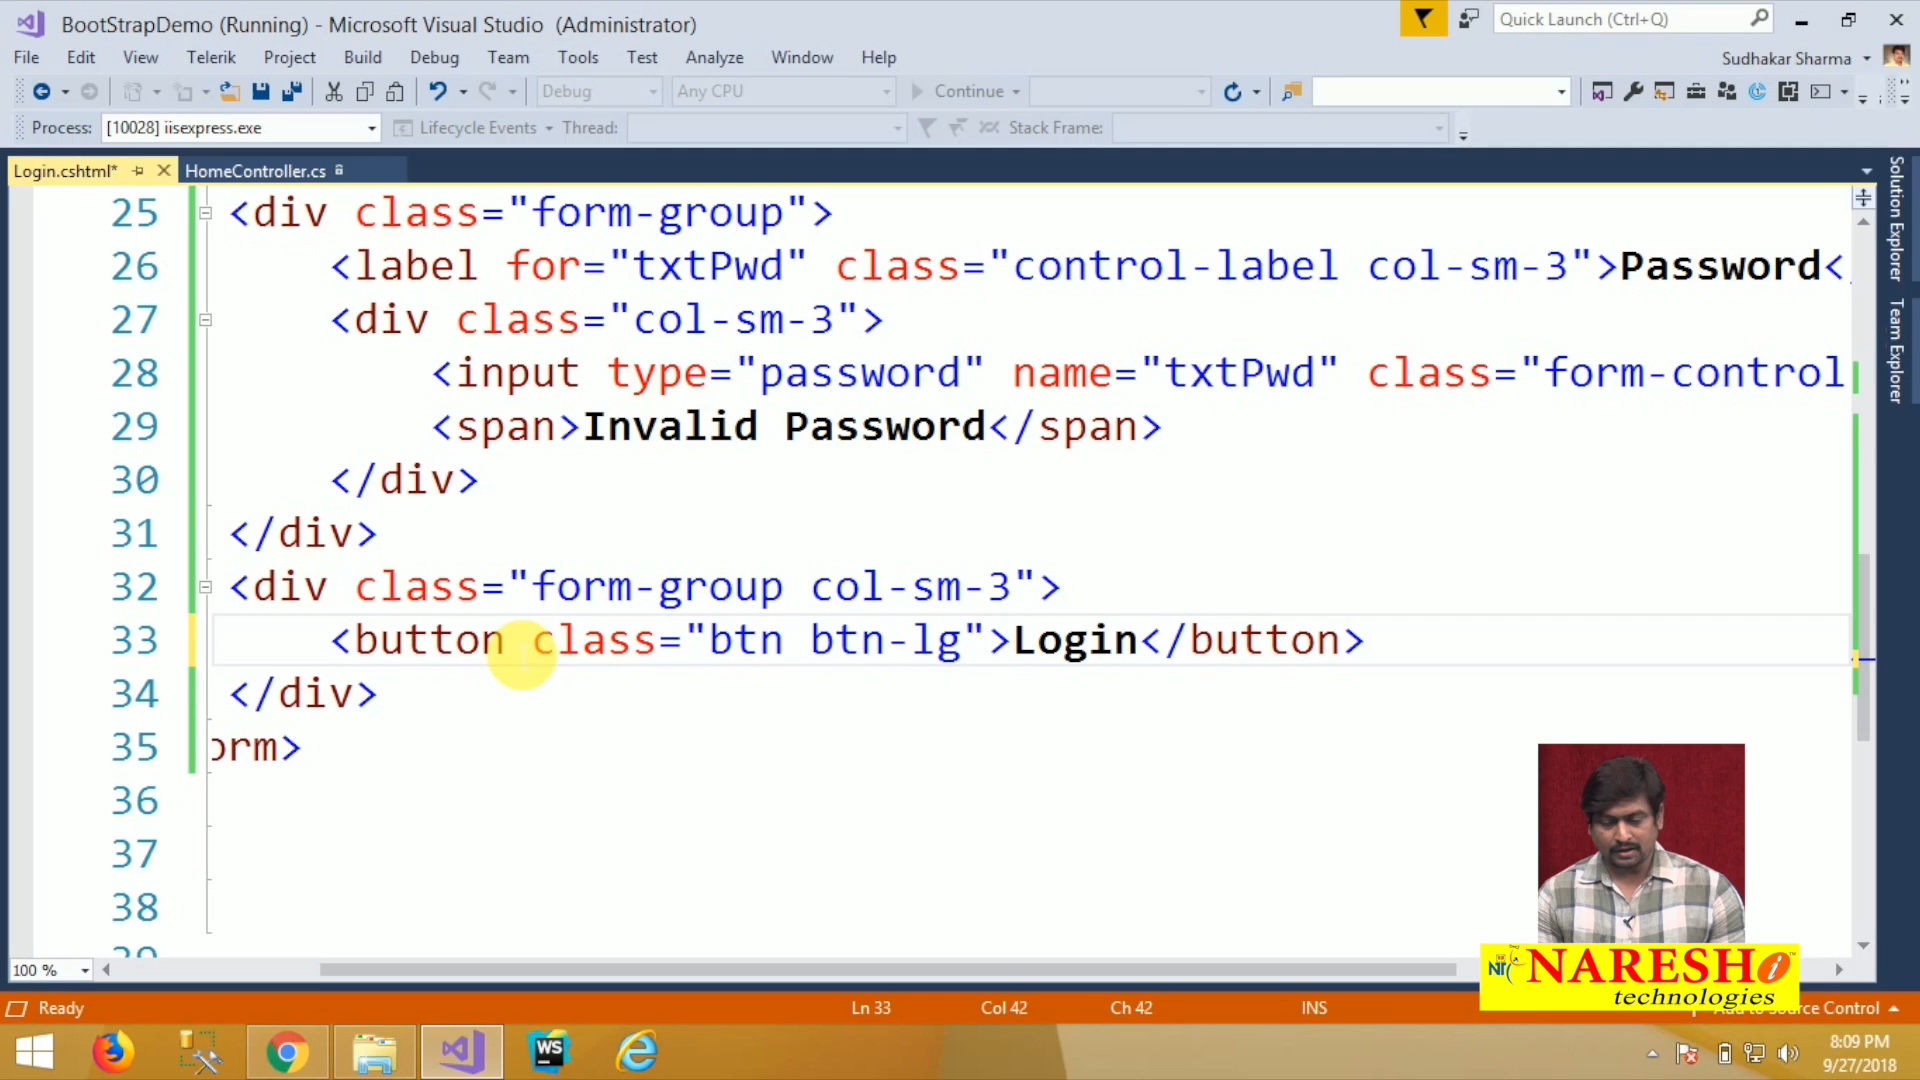 BootStrapDemo (Running) - Microsoft Visual Studio (Administrator)
Quick Launch (Ctrl+Q)
File Edit View Telerik Project Build Debug Team Tools Test Analyze Window Help
Sudhakar Sharma
Debug Any CPU Continue
Process: [10028] iisexpress.exe Lifecycle Events Thread: Stack Frame:
Login.cshtml* HomeController.cs
Solution Explorer
Team Explorer
25 <div class="form-group">
26 <label for="txtPwd" class="control-label col-sm-3">Password<
27 <div class="col-sm-3">
28 <input type="password" name="txtPwd" class="form-control
29 <span>Invalid Password</span>
30 </div>
31 </div>
32 <div class="form-group col-sm-3">
33 <button class="btn btn-lg">Login</button>
34 </div>
35 orm>
36
37
38
39
100 %
NARESH i
technologies
Ready Ln 33 Col 42 Ch 42 INS Add to Source Control
WS
8:09 PM
9/27/2018